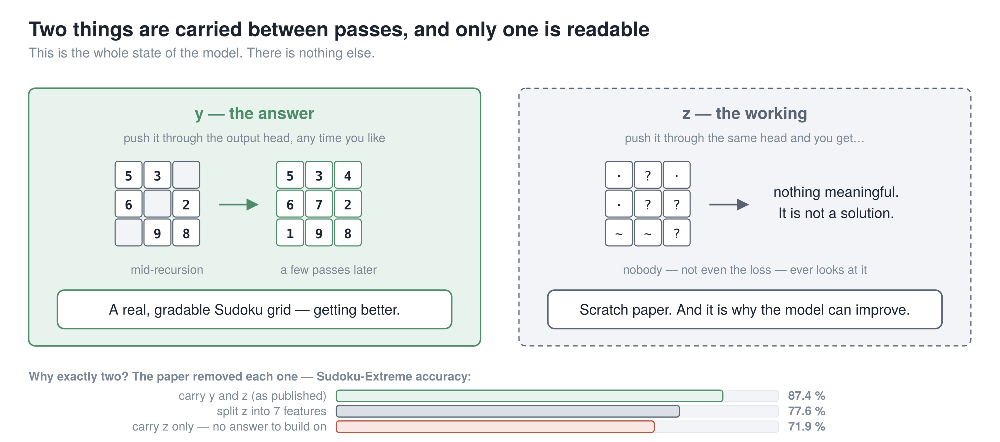 Two things are carried between passes, and only one is readable
This is the whole state of the model. There is nothing else.
y — the answer
push it through the output head, any time you like
5 3
6 2
9 8
5 3 4
6 7 2
1 9 8
mid-recursion
a few passes later
A real, gradable Sudoku grid — getting better.
z — the working
push it through the same head and you get…
· ? ·
· ? ?
~ ~ ?
nothing meaningful.
It is not a solution.
nobody — not even the loss — ever looks at it
Scratch paper. And it is why the model can improve.
Why exactly two? The paper removed each one — Sudoku-Extreme accuracy:
carry y and z (as published) 87.4 %
split z into 7 features 77.6 %
carry z only — no answer to build on 71.9 %